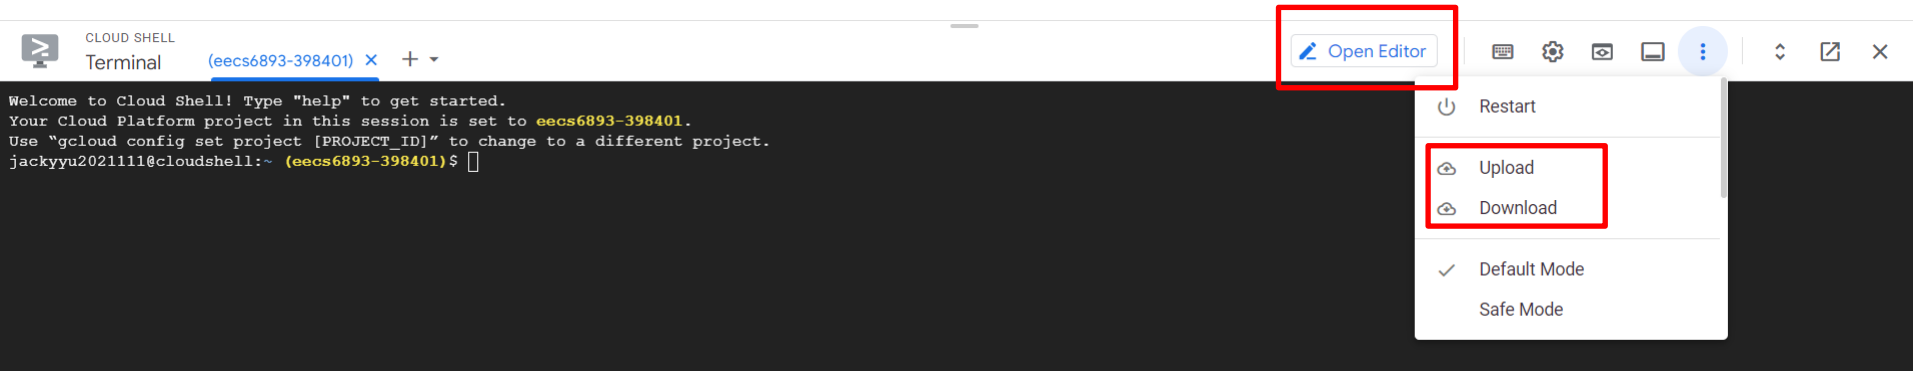 CLOUD SHELL
Terminal
(eecs6893-398401)
Open Editor
Welcome to Cloud Shell! Type "help" to get started.
Your Cloud Platform project in this session is set to eecs6893-398401.
Use “gcloud config set project [PROJECT_ID]” to change to a different project.
jackyyu2021111@cloudshell:~ (eecs6893-398401)$
Restart
Upload
Download
Default Mode
Safe Mode